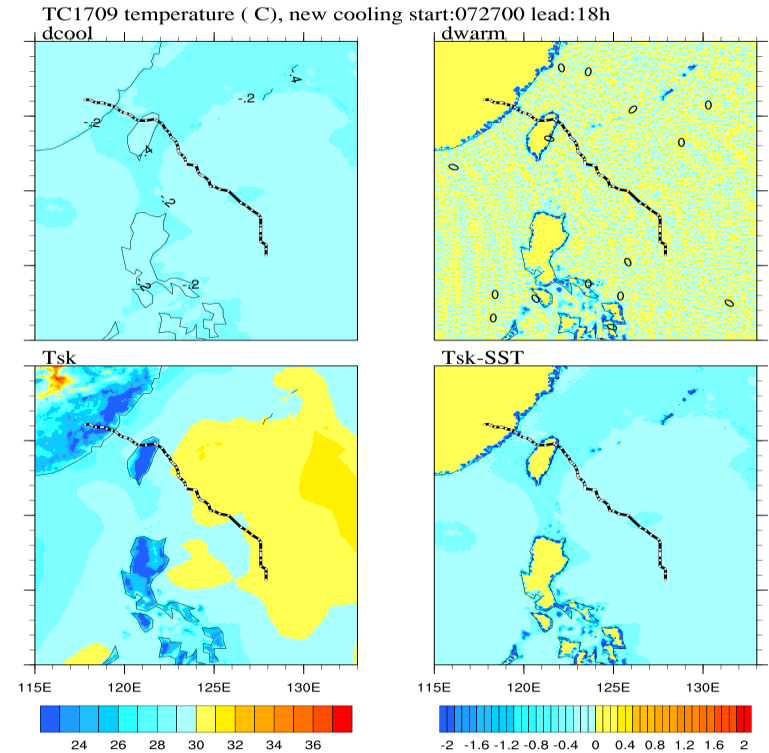 TC1709 temperature ( C), new cooling start:072700 lead:18h
dcool dwarm
-.2 -.2 .4 -.4 -.2 -.2 -.2
0 0 0 0 0 0 0 0 0 0 0 0 0 0 0
Tsk Tsk-SST
115E 120E 125E 130E 115E 120E 125E 130E
24 26 28 30 32 34 36 -2 -1.6 -1.2 -0.8 -0.4 0.4 0.8 1.2 1.6 2